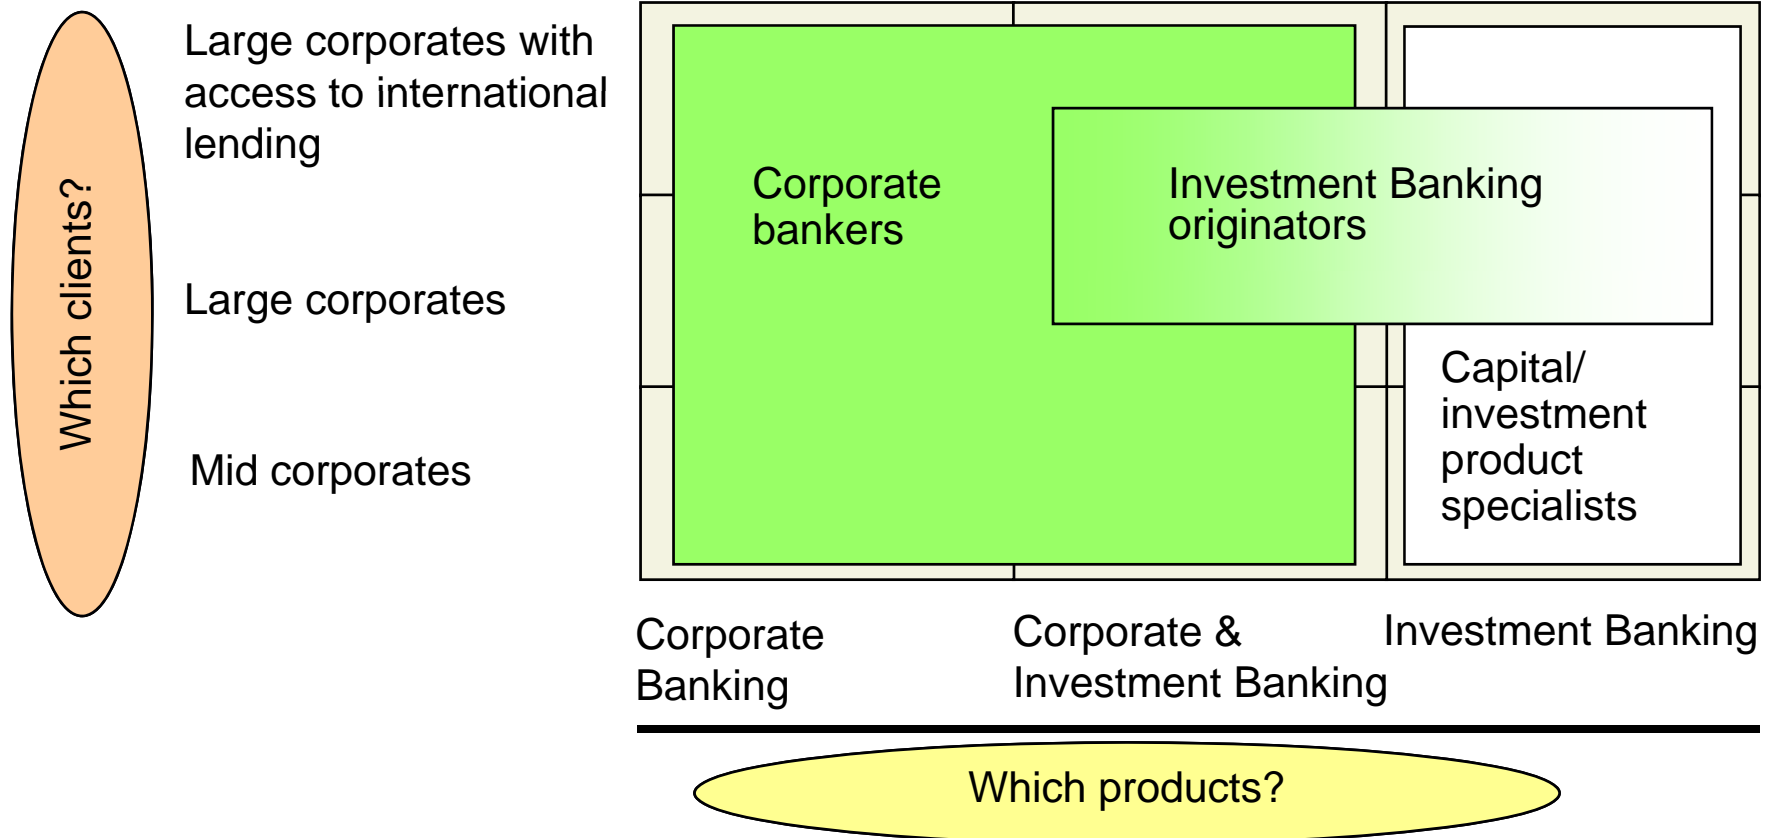 Which clients?
Large corporates with
access to international
lending
Large corporates
Mid corporates
Corporate
bankers
Investment Banking
originators
Capital/
investment
product
specialists
Corporate
Banking
Corporate &
Investment Banking
Investment Banking
Which products?